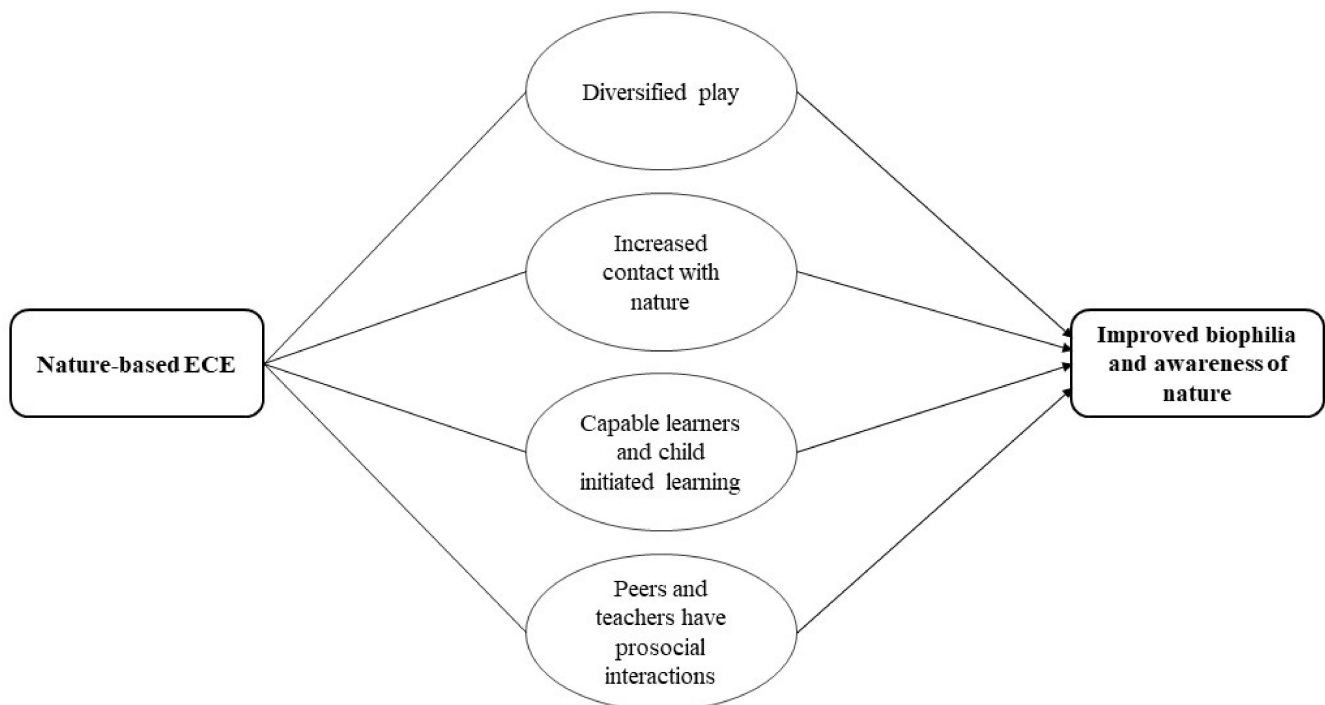 Diversified play
Increased
contact with
nature
Nature-based ECE
Improved biophilia
and awareness of
nature
Capable learners
and child
initiated learning
Peers and
teachers have
prosocial
interactions